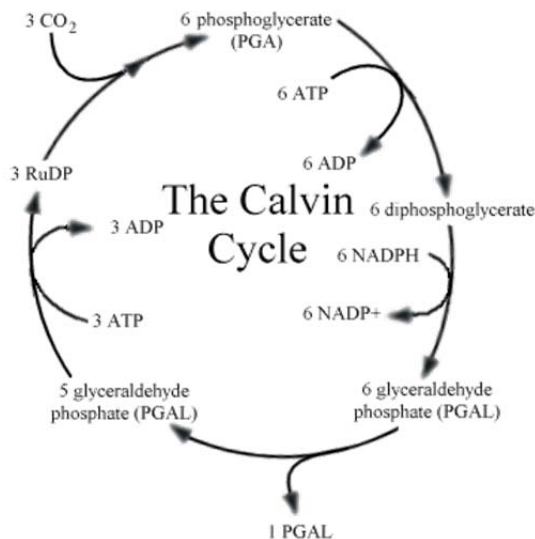 3 CO2
6 phosphoglycerate
(PGA)
6 ATP
6 ADP
3 RuDP
The Calvin
Cycle
6 diphosphoglycerate
3 ADP
6 NADPH
6 NADP+
3 ATP
5 glyceraldehyde
phosphate (PGAL)
6 glyceraldehyde
phosphate (PGAL)
1 PGAL